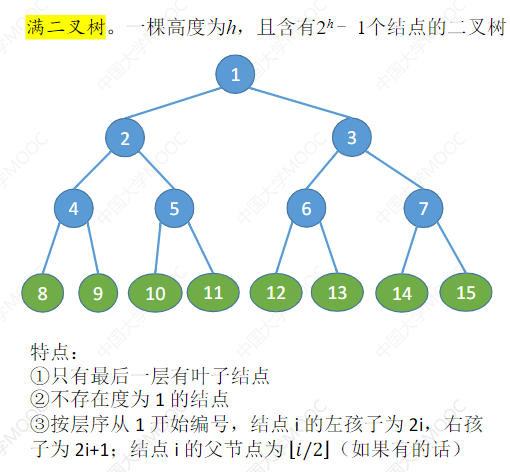 满二叉树。一棵高度为h，且含有2ʰ − 1个结点的二叉树
1
2 3
4 5 6 7
8 9 10 11 12 13 14 15
特点：
①只有最后一层有叶子结点
②不存在度为 1 的结点
③按层序从 1 开始编号，结点 i 的左孩子为 2i，右孩
子为 2i+1；结点 i 的父节点为 ⌊i/2⌋（如果有的话）